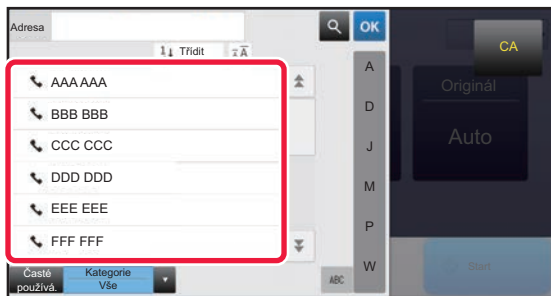 Adresa
OK
CA
1 Třídit
A
AAA AAA
Originál
BBB BBB
D
CCC CCC
J
Auto
DDD DDD
M
EEE EEE
P
FFF FFF
Časté
používá.
Kategorie
Vše
ABC
W
Start